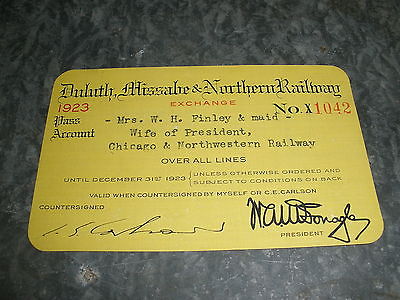 Duluth, Missabe & Northern Railway
1923 EXCHANGE No. X1042
Pass - Mrs. W. H. Finley & maid -
Account Wife of President,
Chicago & Northwestern Railway
OVER ALL LINES
UNTIL DECEMBER 31ST 1923 UNLESS OTHERWISE ORDERED AND
SUBJECT TO CONDITIONS ON BACK
VALID WHEN COUNTERSIGNED BY MYSELF OR C.E. CARLSON
COUNTERSIGNED
PRESIDENT